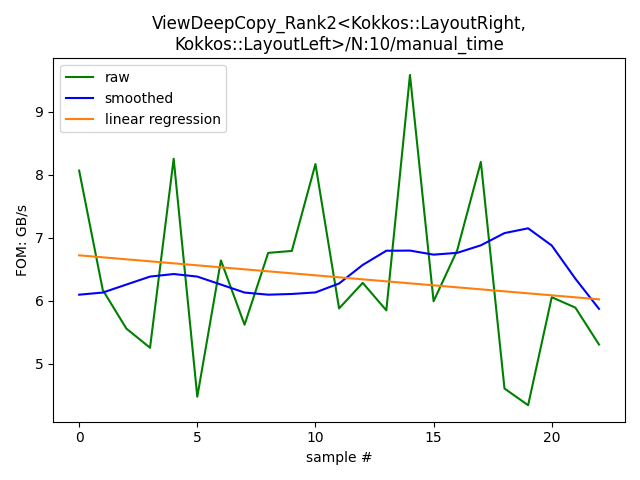 ViewDeepCopy_Rank2<Kokkos::LayoutRight,
Kokkos::LayoutLeft>/N:10/manual_time
raw
smoothed
linear regression
FOM: GB/s
9
8
7
6
5
0
5
10
15
20
sample #